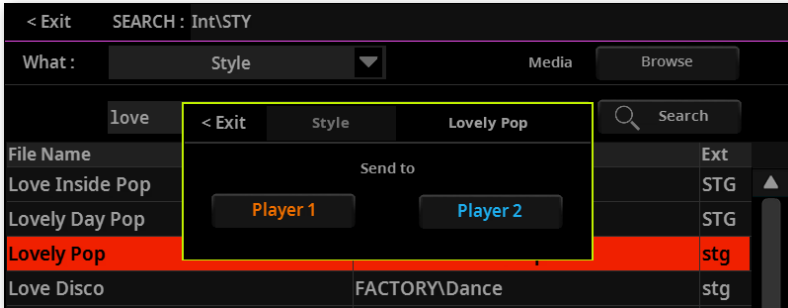 < Exit SEARCH : Int\STY
What : Style Media Browse
love Search
< Exit Style Lovely Pop
Send to
Player 1 Player 2
File Name Ext
Love Inside Pop STG
Lovely Day Pop STG
Lovely Pop stg
Love Disco FACTORY\Dance stg